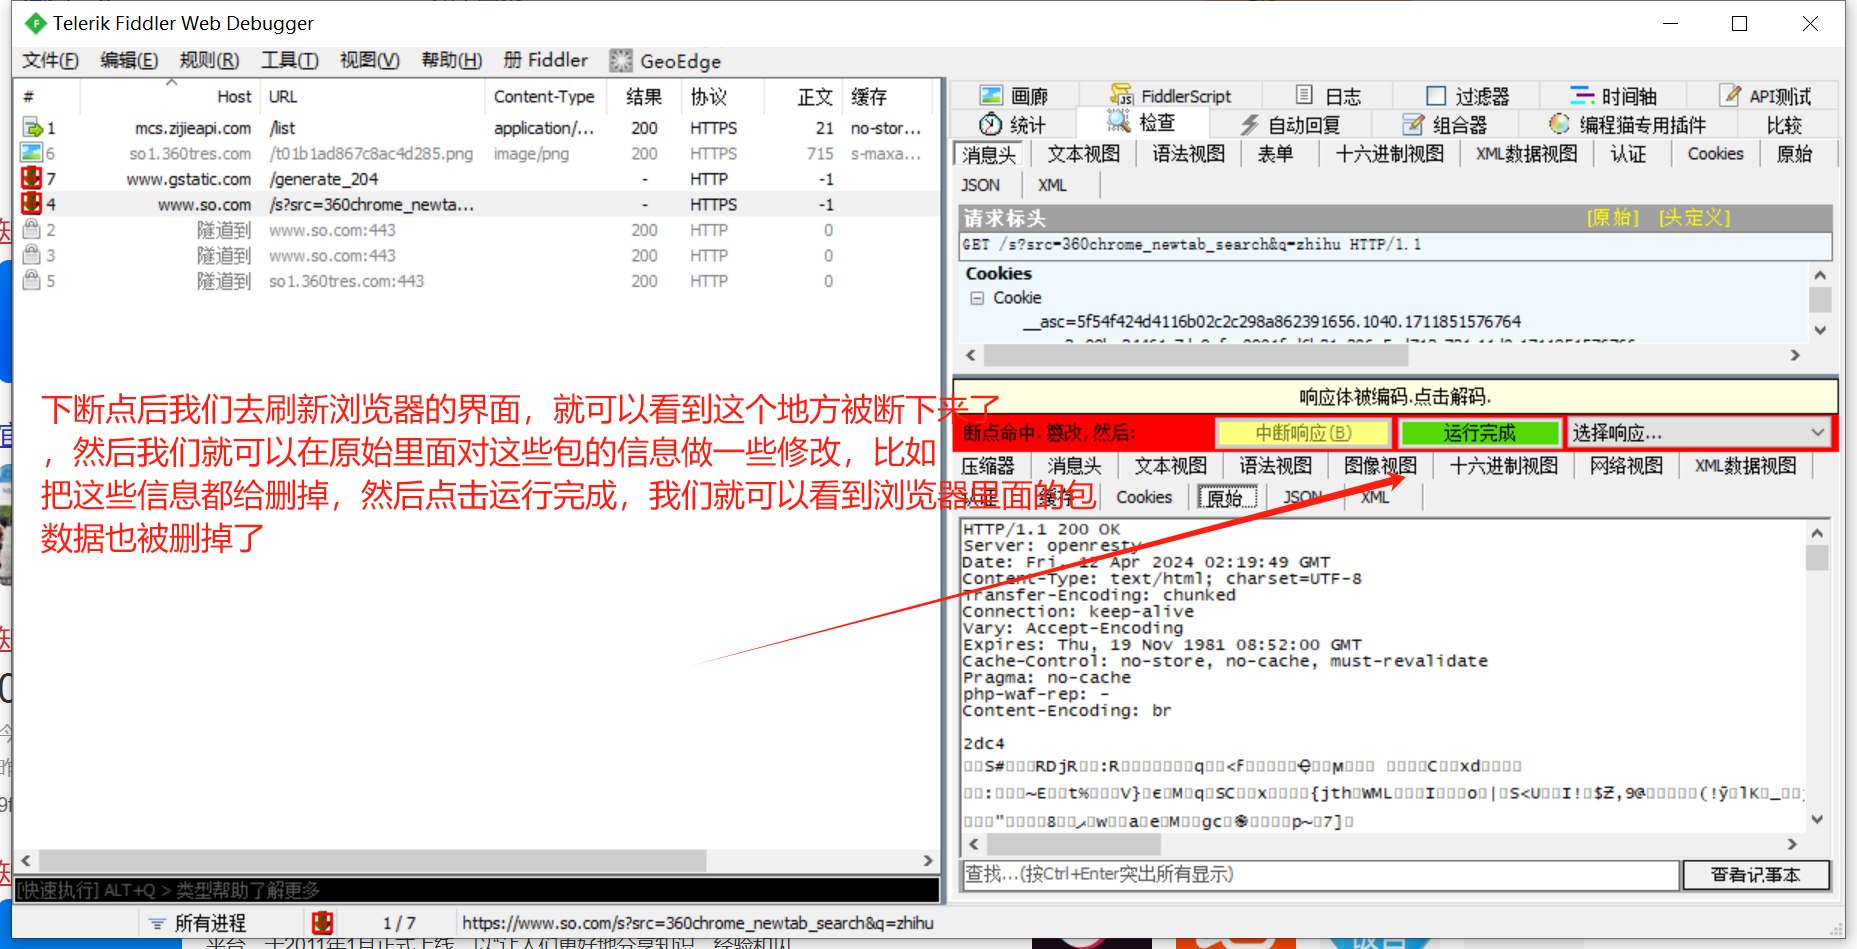 Telerik Fiddler Web Debugger
文件(F) 编辑(E) 规则(R) 工具(T) 视图(V) 帮助(H) 册 Fiddler GeoEdge
# Host URL Content-Type 结果 协议 正文 缓存
1 mcs.zijieapi.com /list application/... 200 HTTPS 21 no-stor...
6 so1.360tres.com /t01b1ad867c8ac4d285.png image/png 200 HTTPS 715 s-maxa...
7 www.gstatic.com /generate_204 - HTTP -1
4 www.so.com /s?src=360chrome_newta... - HTTPS -1
2 隧道到 www.so.com:443 200 HTTP 0
3 隧道到 www.so.com:443 200 HTTP 0
5 隧道到 so1.360tres.com:443 200 HTTP 0
下断点后我们去刷新浏览器的界面，就可以看到这个地方被断下来了
，然后我们就可以在原始里面对这些包的信息做一些修改，比如
把这些信息都给删掉，然后点击运行完成，我们就可以看到浏览器里面的包
数据也被删掉了
[快速执行] ALT+Q > 类型帮助了解更多
所有进程 1 / 7 https://www.so.com/s?src=360chrome_newtab_search&q=zhihu
画廊 FiddlerScript 日志 过滤器 时间轴 API测试
统计 检查 自动回复 组合器 编程猫专用插件 比较
消息头 文本视图 语法视图 表单 十六进制视图 XML数据视图 认证 Cookies 原始
JSON XML
请求标头 [原始] [头定义]
GET /s?src=360chrome_newtab_search&q=zhihu HTTP/1.1
Cookies
Cookie
__asc=5f54f424d4116b02c2c298a862391656.1040.1711851576764
响应体被编码.点击解码.
断点命中. 篡改,然后: 中断响应(B) 运行完成 选择响应...
压缩器 消息头 文本视图 语法视图 图像视图 十六进制视图 网络视图 XML数据视图
认证 缓存 Cookies 原始 JSON XML
HTTP/1.1 200 OK
Server: openresty
Date: Fri, 12 Apr 2024 02:19:49 GMT
Content-Type: text/html; charset=UTF-8
Transfer-Encoding: chunked
Connection: keep-alive
Vary: Accept-Encoding
Expires: Thu, 19 Nov 1981 08:52:00 GMT
Cache-Control: no-store, no-cache, must-revalidate
Pragma: no-cache
php-waf-rep: -
Content-Encoding: br
2dc4
查找...(按Ctrl+Enter突出所有显示) 查看记事本